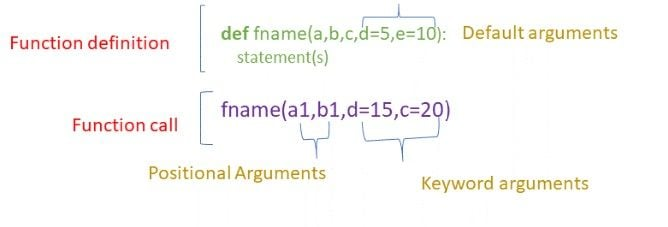 Function definition
def fname(a,b,c,d=5,e=10):
Default arguments
statement(s)
Function call
fname(a1,b1,d=15,c=20)
Positional Arguments
Keyword arguments